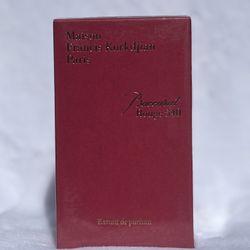 Maison
Francis Kurkdjian
Paris
Baccarat
Rouge 540
Extrait de parfum